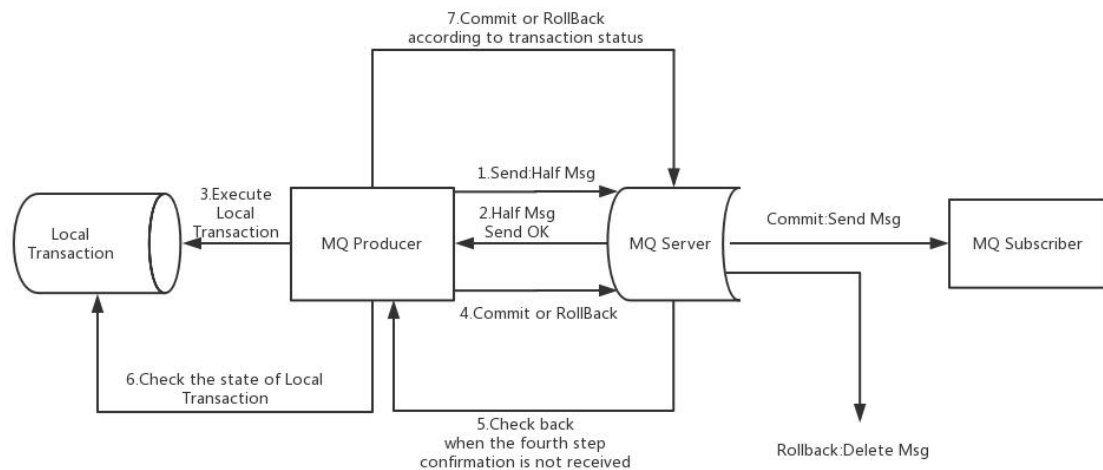 7.Commit or RollBack
according to transaction status
1.Send:Half Msg
3.Execute
Local
Transaction
2.Half Msg
Send OK
Commit:Send Msg
Local
Transaction
MQ Producer
MQ Server
MQ Subscriber
4.Commit or RollBack
6.Check the state of Local
Transaction
5.Check back
when the fourth step
confirmation is not received
Rollback:Delete Msg